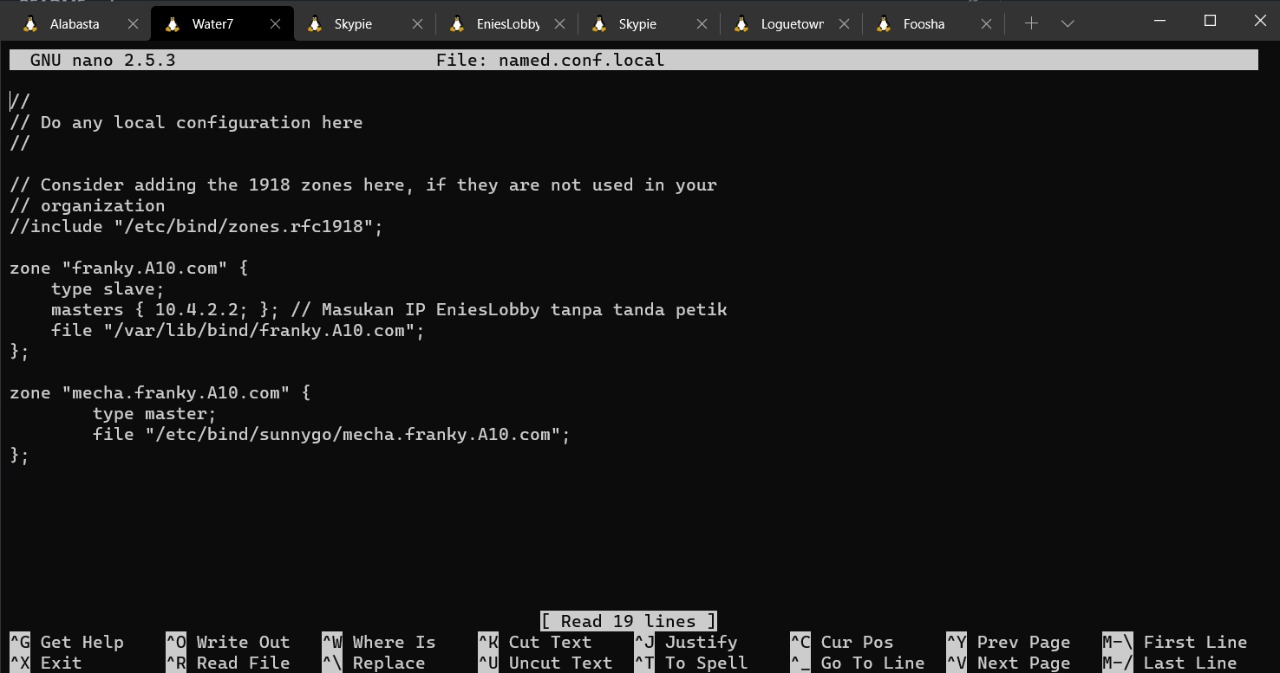 Alabasta Water7 Skypie EniesLobby Skypie Loguetown Foosha
GNU nano 2.5.3 File: named.conf.local
//
// Do any local configuration here
//
// Consider adding the 1918 zones here, if they are not used in your
// organization
//include "/etc/bind/zones.rfc1918";
zone "franky.A10.com" {
    type slave;
    masters { 10.4.2.2; }; // Masukan IP EniesLobby tanpa tanda petik
    file "/var/lib/bind/franky.A10.com";
};
zone "mecha.franky.A10.com" {
        type master;
        file "/etc/bind/sunnygo/mecha.franky.A10.com";
};
[ Read 19 lines ]
^G Get Help ^O Write Out ^W Where Is ^K Cut Text ^J Justify ^C Cur Pos ^Y Prev Page M-\ First Line
^X Exit ^R Read File ^\ Replace ^U Uncut Text ^T To Spell ^_ Go To Line ^V Next Page M-/ Last Line